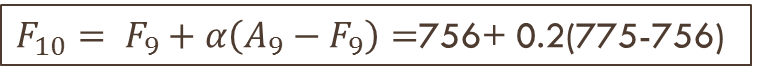 F₁₀ = F₉ + α(A₉ − F₉) =756+ 0.2(775-756)